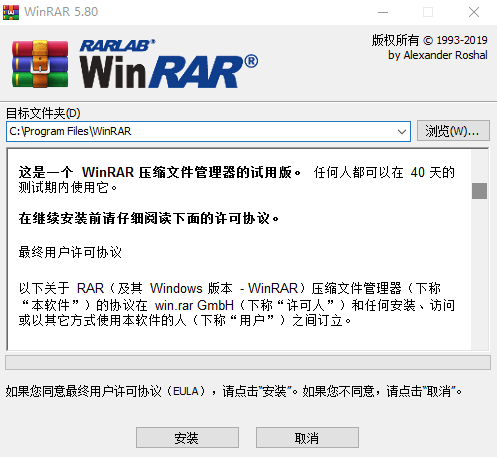 WinRAR 5.80
版权所有 © 1993-2019
by Alexander Roshal
RARLAB®
WinRAR®
目标文件夹(D)
C:\Program Files\WinRAR
浏览(W)...
这是一个 WinRAR 压缩文件管理器的试用版。 任何人都可以在 40 天的
测试期内使用它。
在继续安装前请仔细阅读下面的许可协议。
最终用户许可协议
以下关于 RAR（及其 Windows 版本 - WinRAR）压缩文件管理器（下称
“本软件”）的协议在 win.rar GmbH（下称“许可人”）和任何安装、访问
或以其它方式使用本软件的人（下称“用户”）之间订立。
如果您同意最终用户许可协议（EULA），请点击“安装”。如果您不同意，请点击“取消”。
安装
取消